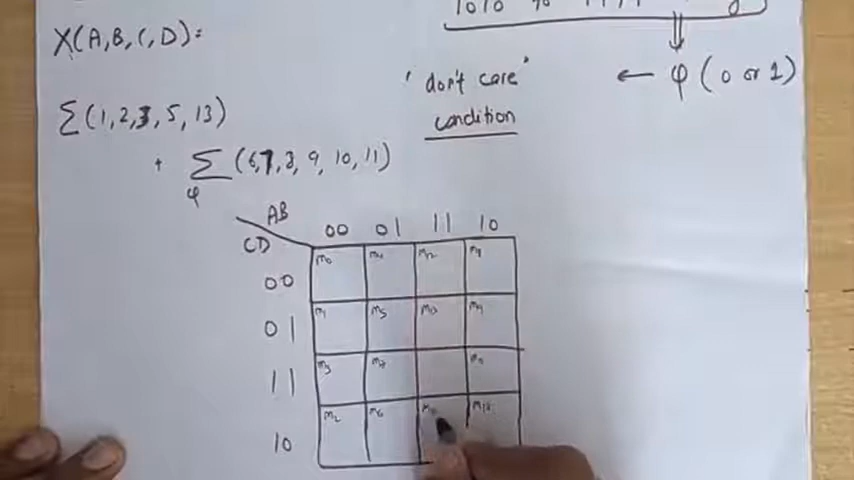 X(A,B,C,D):
Σ(1,2,3,5,13)
+ Σφ(6,7,8,9,10,11)
"don't care"
condition
1010
← φ(0 or 1)
AB
CD
00 01 11 10
00 m0 m4 m12 m8
01 m1 m5 m13 m9
11 m3 m7
10 m2 m6 m10